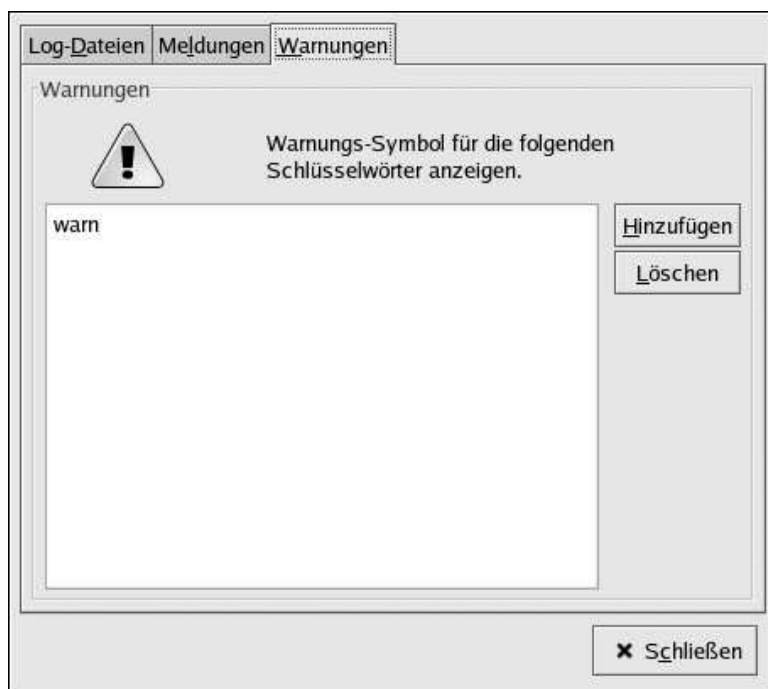 Log-Dateien
Meldungen
Warnungen
Warnungen
Warnungs-Symbol für die folgenden
Schlüsselwörter anzeigen.
warn
Hinzufügen
Löschen
Schließen